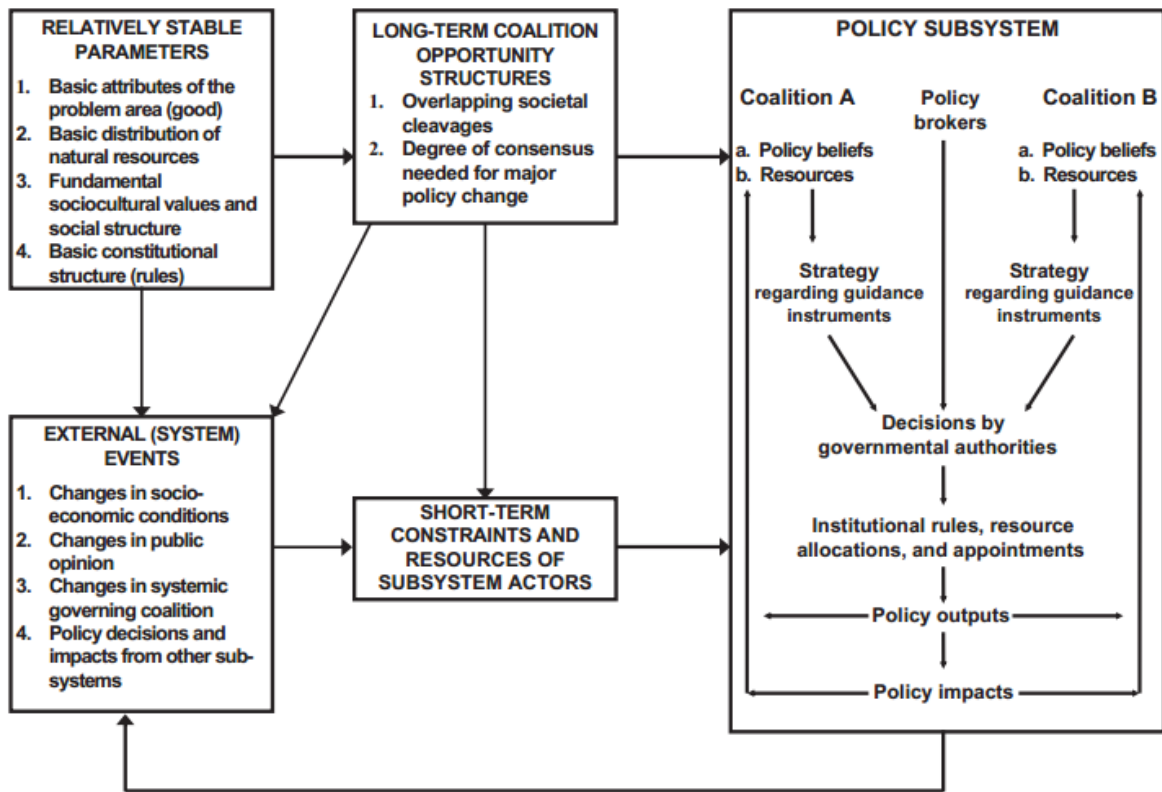 RELATIVELY STABLE
PARAMETERS
1. Basic attributes of the
problem area (good)
2. Basic distribution of
natural resources
3. Fundamental
sociocultural values and
social structure
4. Basic constitutional
structure (rules)
LONG-TERM COALITION
OPPORTUNITY
STRUCTURES
1. Overlapping societal
cleavages
2. Degree of consensus
needed for major
policy change
EXTERNAL (SYSTEM)
EVENTS
1. Changes in socio-
economic conditions
2. Changes in public
opinion
3. Changes in systemic
governing coalition
4. Policy decisions and
impacts from other sub-
systems
SHORT-TERM
CONSTRAINTS AND
RESOURCES OF
SUBSYSTEM ACTORS
POLICY SUBSYSTEM
Coalition A
a. Policy beliefs
b. Resources
Policy
brokers
Coalition B
a. Policy beliefs
b. Resources
Strategy
regarding guidance
instruments
Strategy
regarding guidance
instruments
Decisions by
governmental authorities
Institutional rules, resource
allocations, and appointments
Policy outputs
Policy impacts